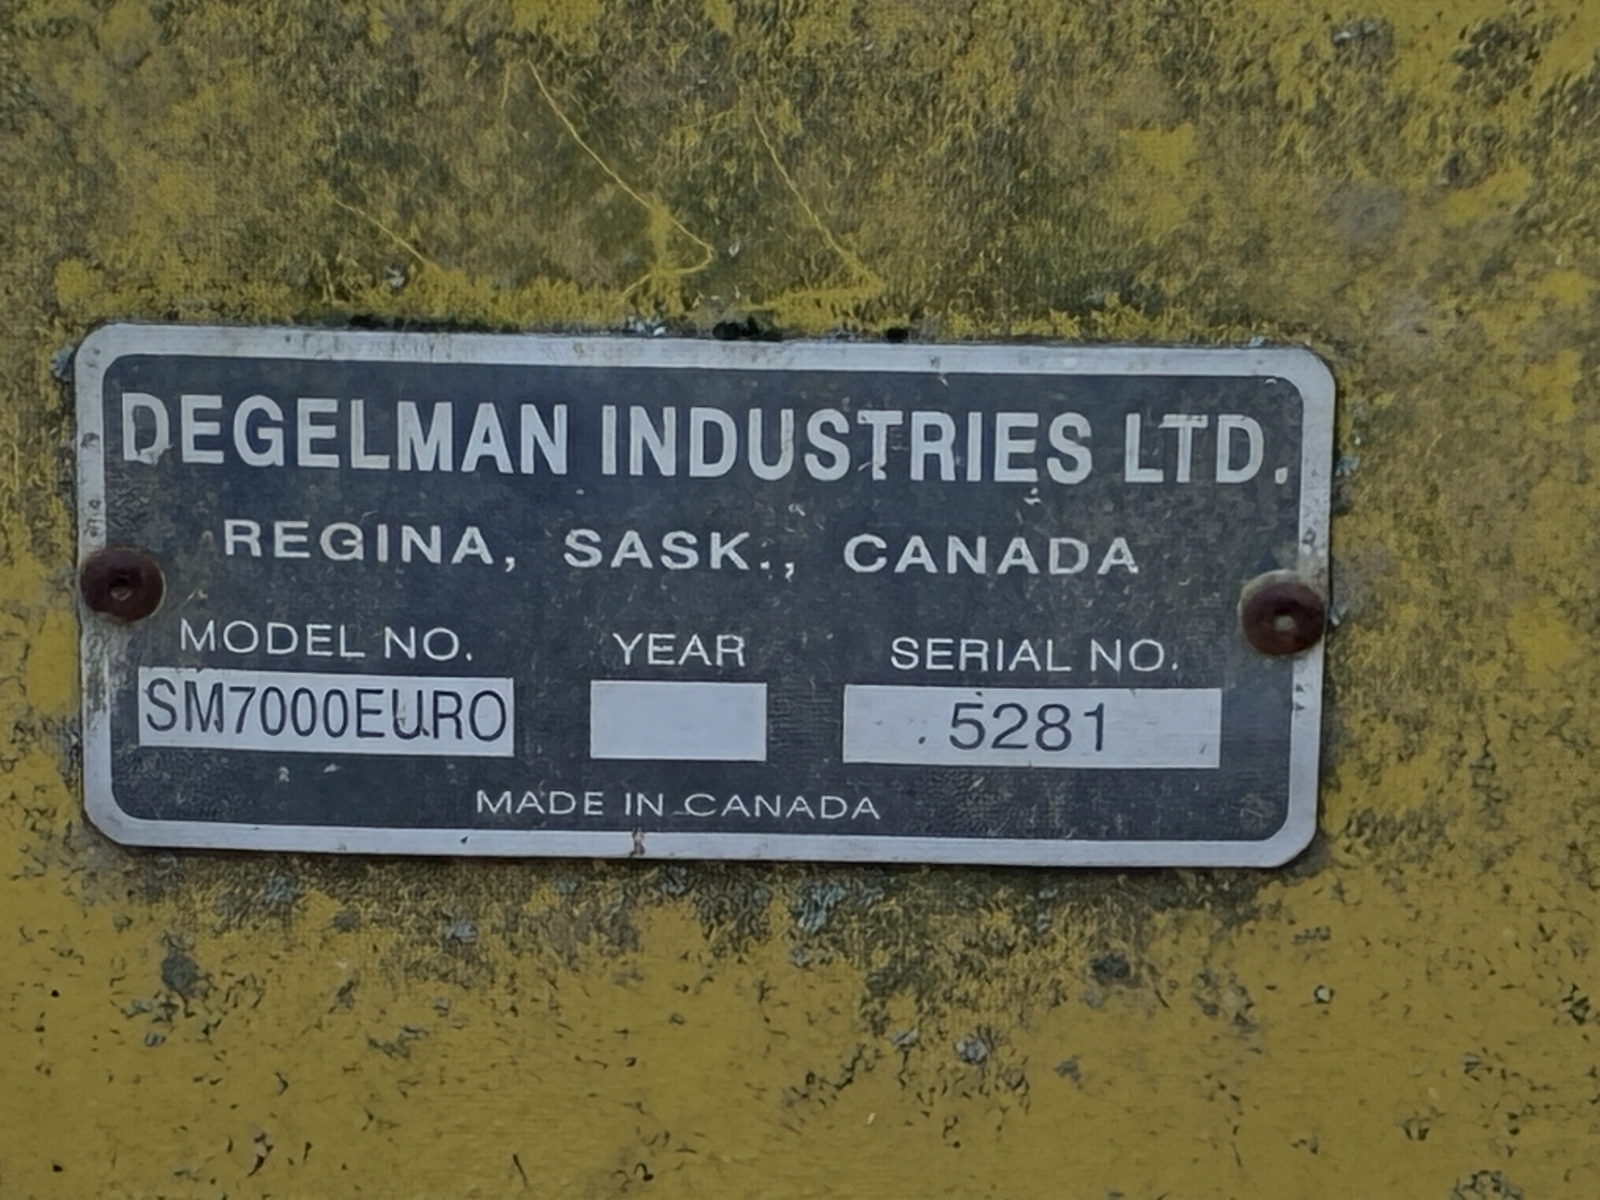 DEGELMAN INDUSTRIES LTD.
REGINA, SASK., CANADA
MODEL NO. YEAR SERIAL NO.
SM7000EURO 5281
MADE IN CANADA